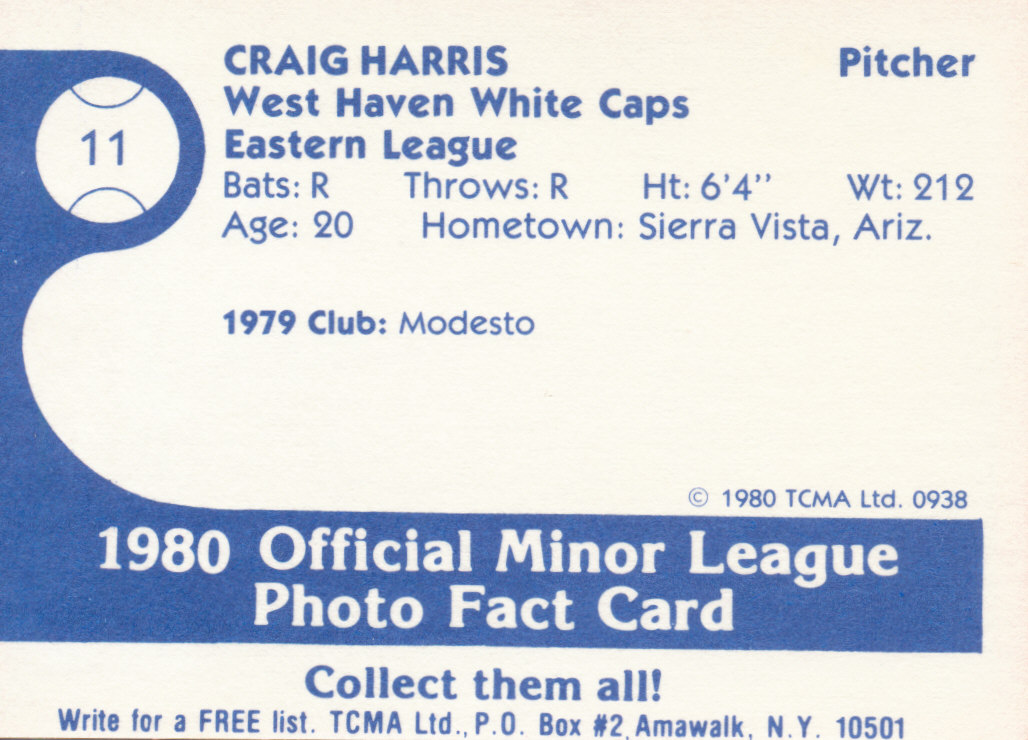 11
CRAIG HARRIS Pitcher
West Haven White Caps
Eastern League
Bats: R Throws: R Ht: 6'4'' Wt: 212
Age: 20 Hometown: Sierra Vista, Ariz.
1979 Club: Modesto
© 1980 TCMA Ltd. 0938
1980 Official Minor League
Photo Fact Card
Collect them all!
Write for a FREE list. TCMA Ltd., P.O. Box #2, Amawalk, N.Y. 10501